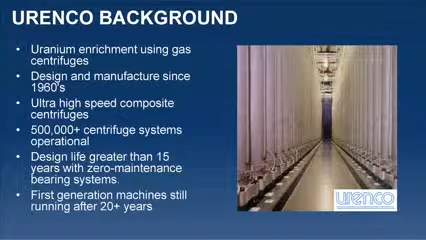 URENCO BACKGROUND
• Uranium enrichment using gas
centrifuges
• Design and manufacture since
1960's
• Ultra high speed composite
centrifuges
• 500,000+ centrifuge systems
operational
• Design life greater than 15
years with zero-maintenance
bearing systems.
• First generation machines still
running after 20+ years
urenco